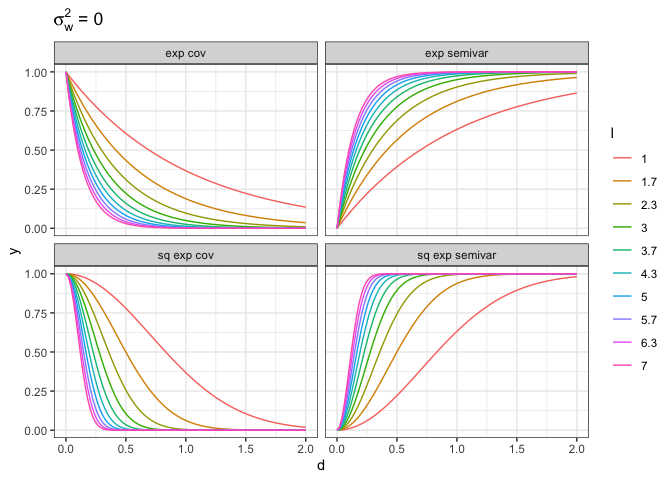 σ²w = 0
exp cov
exp semivar
1.00
0.75
0.50
0.25
0.00
sq exp cov
sq exp semivar
1.00
0.75
0.50
0.25
0.00
0.0 0.5 1.0 1.5 2.0
0.0 0.5 1.0 1.5 2.0
d
y
l
1
1.7
2.3
3
3.7
4.3
5
5.7
6.3
7